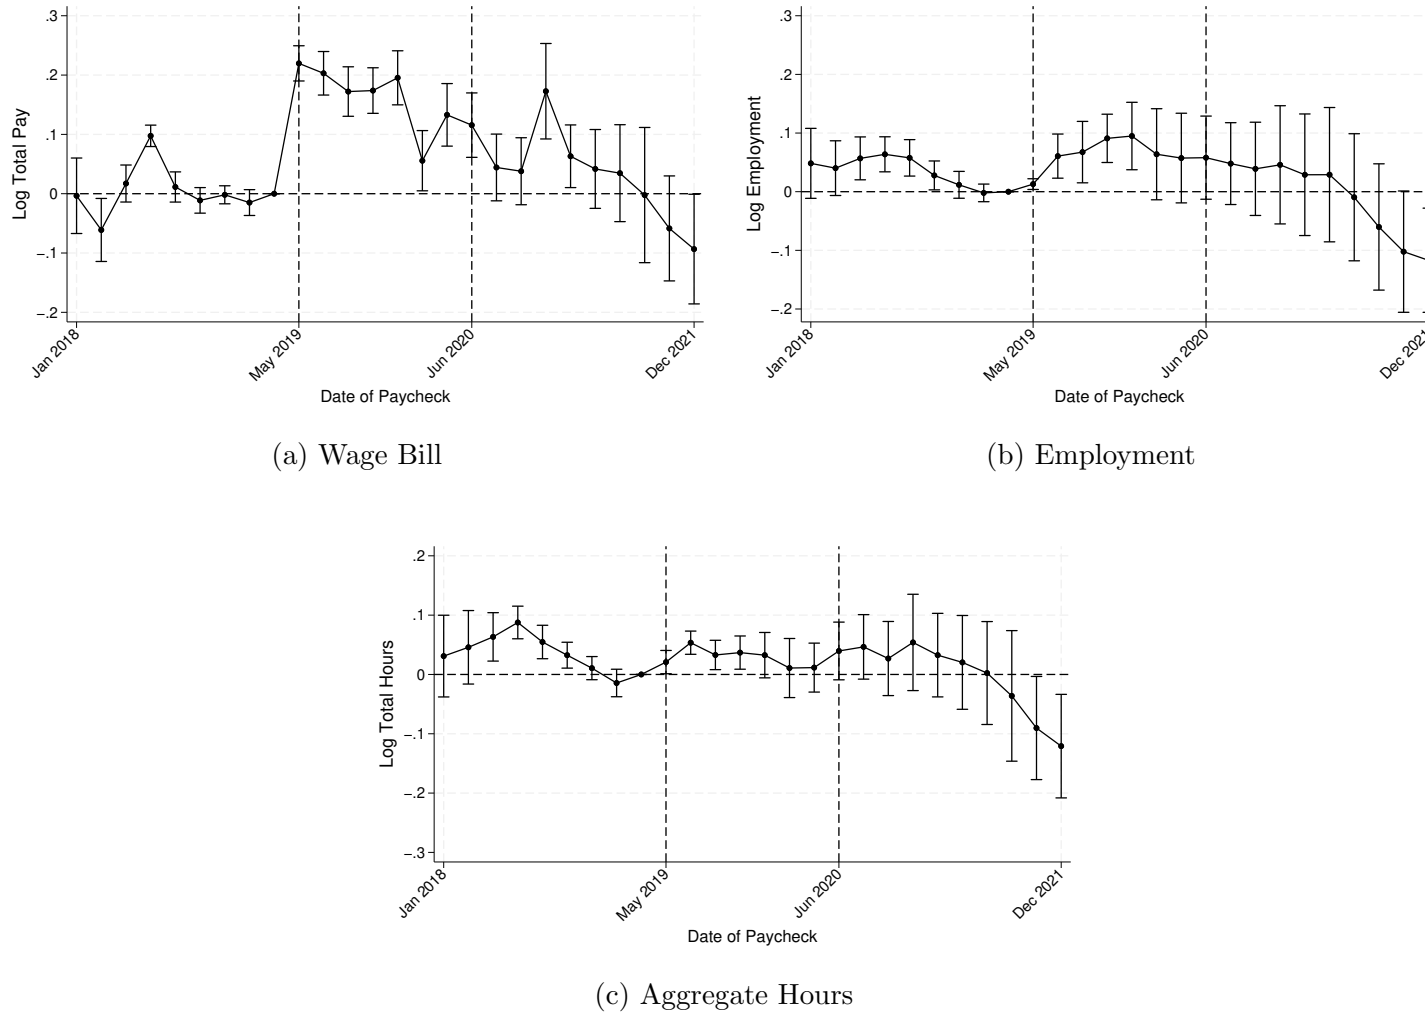 .3
.2
.1
0
−.1
−.2
Log Total Pay
Jan 2018
May 2019
Jun 2020
Dec 2021
Date of Paycheck
(a) Wage Bill
.3
.2
.1
0
−.1
−.2
Log Employment
Jan 2018
May 2019
Jun 2020
Dec 2021
Date of Paycheck
(b) Employment
.2
.1
0
−.1
−.2
−.3
Log Total Hours
Jan 2018
May 2019
Jun 2020
Dec 2021
Date of Paycheck
(c) Aggregate Hours